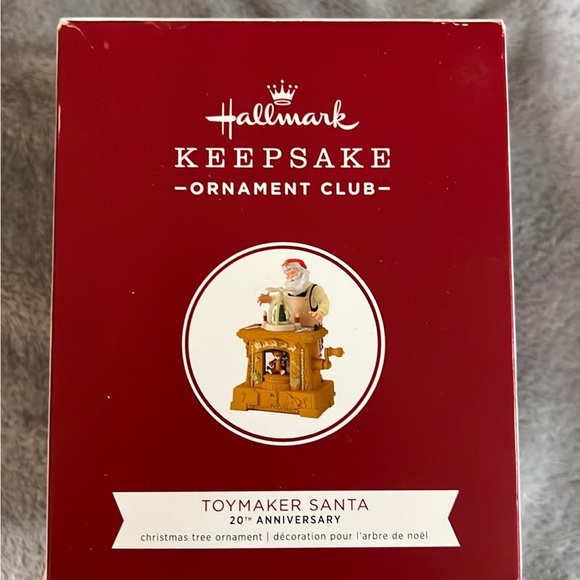 Hallmark
KEEPSAKE
–ORNAMENT CLUB–
TOYMAKER SANTA
20TH ANNIVERSARY
christmas tree ornament | décoration pour l'arbre de noël